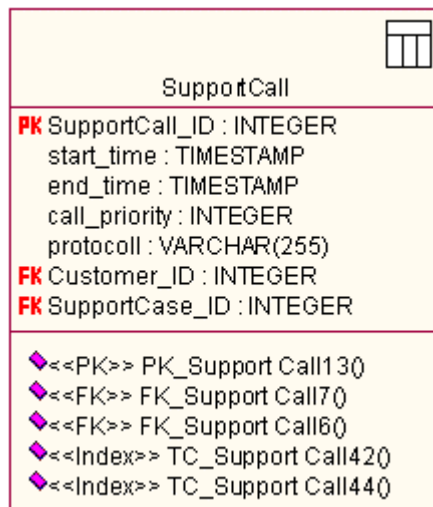 SupportCall
PK SupportCall_ID : INTEGER
start_time : TIMESTAMP
end_time : TIMESTAMP
call_priority : INTEGER
protocoll : VARCHAR(255)
FK Customer_ID : INTEGER
FK SupportCase_ID : INTEGER
<<PK>> PK_Support Call13()
<<FK>> FK_Support Call7()
<<FK>> FK_Support Call6()
<<Index>> TC_Support Call42()
<<Index>> TC_Support Call44()